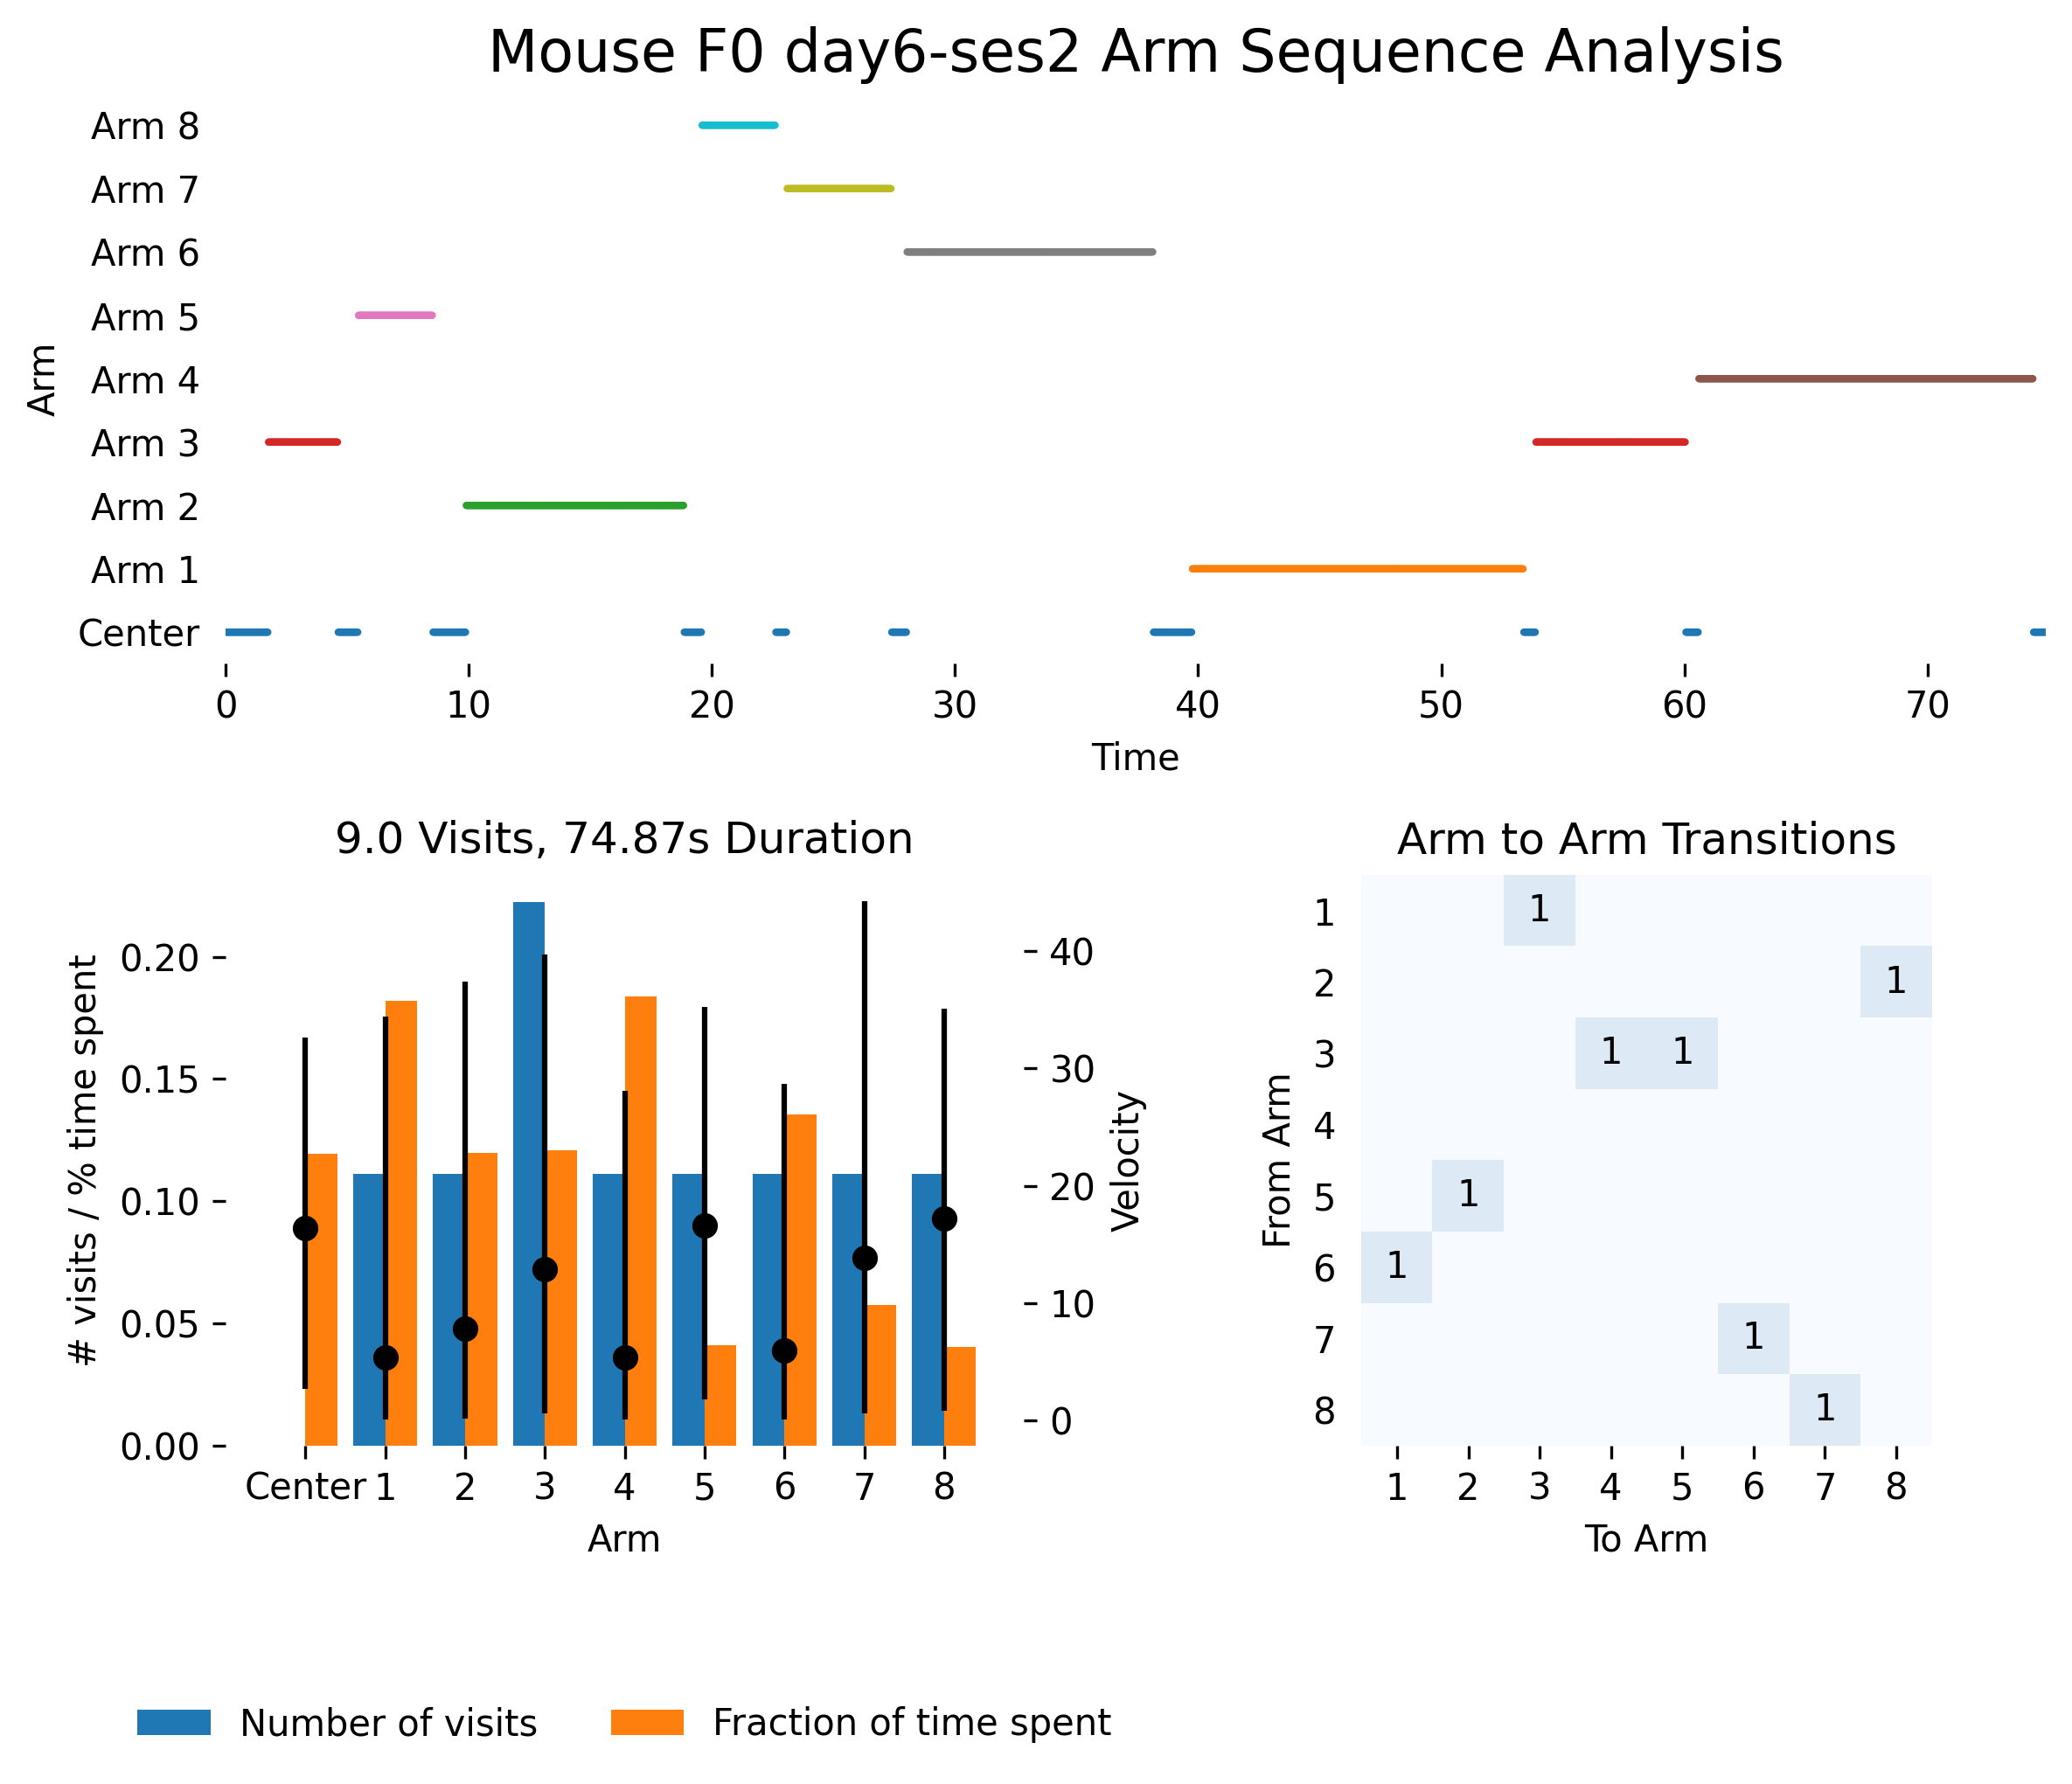 Mouse F0 day6-ses2 Arm Sequence Analysis
Arm 8
Arm 7
Arm 6
Arm 5
Arm 4
Arm 3
Arm 2
Arm 1
Center
Arm
0 10 20 30 40 50 60 70
Time
9.0 Visits, 74.87s Duration
# visits / % time spent
0.20
0.15
0.10
0.05
0.00
40
30
20
10
0
Velocity
Center 1 2 3 4 5 6 7 8
Arm
Arm to Arm Transitions
From Arm
1 1
2 1
3 1 1
4
5 1
6 1
7 1
8 1
1 2 3 4 5 6 7 8
To Arm
Number of visits Fraction of time spent